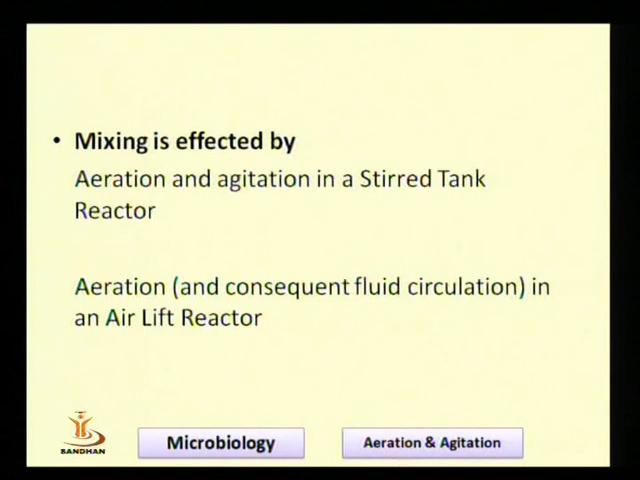 • Mixing is effected by
Aeration and agitation in a Stirred Tank
Reactor
Aeration (and consequent fluid circulation) in
an Air Lift Reactor
SANDHAN
Microbiology
Aeration & Agitation